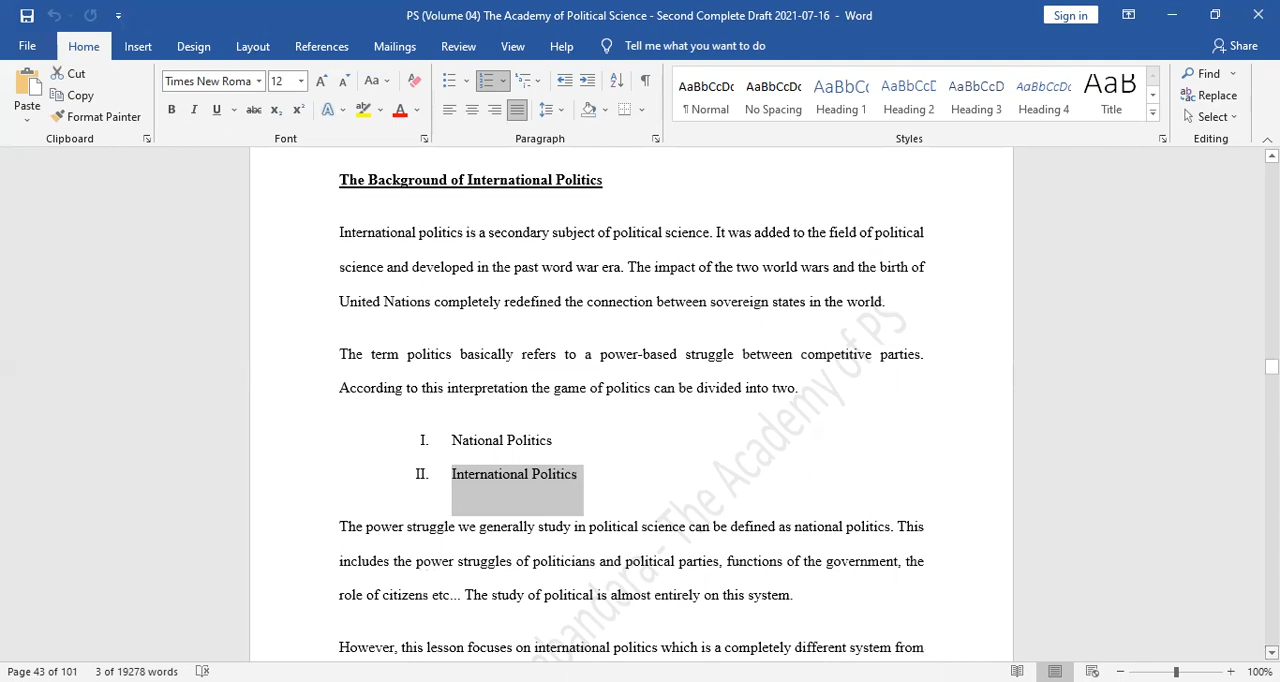 PS (Volume 04) The Academy of Political Science - Second Complete Draft 2021-07-16 - Word
Sign in
File Home Insert Design Layout References Mailings Review View Help Tell me what you want to do Share
Paste Cut Copy Format Painter
Clipboard
Times New Roma 12 Aa
B I U abc x₂ x² A A
Font
Paragraph
AaBbCcDc AaBbCcDc AaBbCc AaBbCcD AaBbCcD AaBbCcDc AaB
¶ Normal No Spacing Heading 1 Heading 2 Heading 3 Heading 4 Title
Styles
Find
Replace
Select
Editing
The Background of International Politics
International politics is a secondary subject of political science. It was added to the field of political
science and developed in the past word war era. The impact of the two world wars and the birth of
United Nations completely redefined the connection between sovereign states in the world.
The term politics basically refers to a power-based struggle between competitive parties.
According to this interpretation the game of politics can be divided into two.
I. National Politics
II. International Politics
The power struggle we generally study in political science can be defined as national politics. This
includes the power struggles of politicians and political parties, functions of the government, the
role of citizens etc... The study of political is almost entirely on this system.
However, this lesson focuses on international politics which is a completely different system from
- The Academy of PS
Page 43 of 101 3 of 19278 words 100%